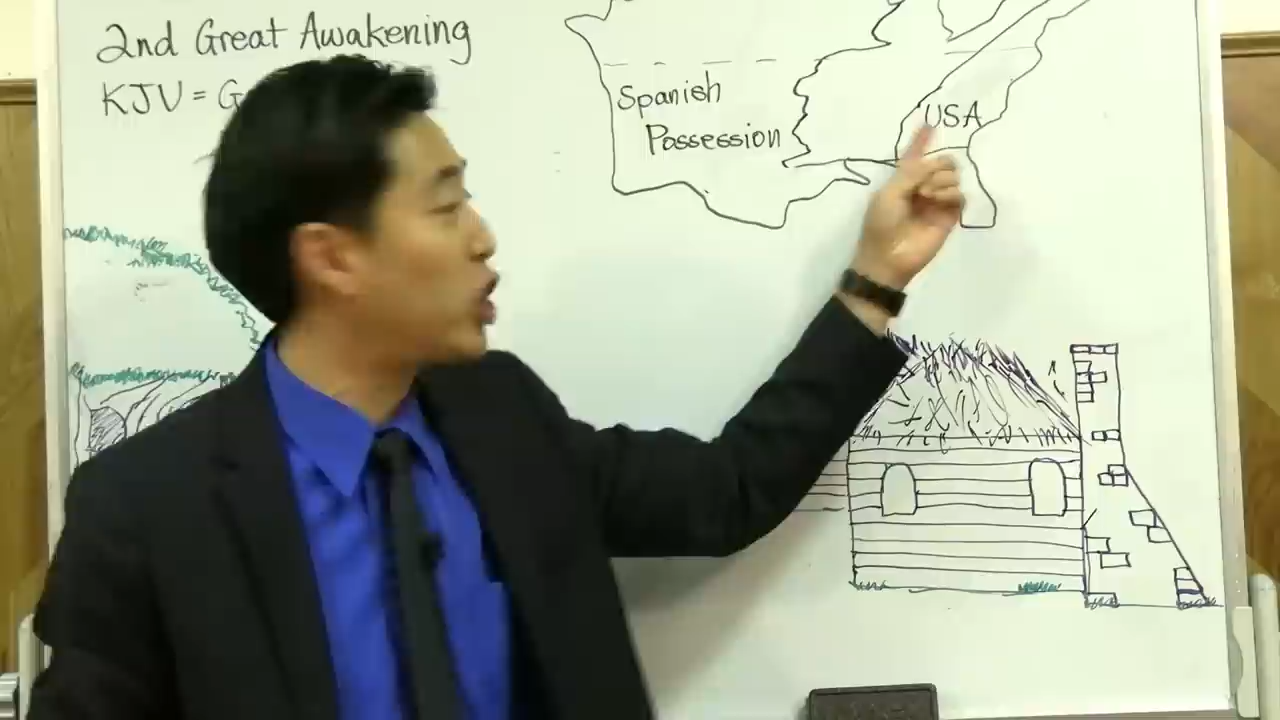 2nd Great Awakening
KJV =
Spanish
Possession
USA